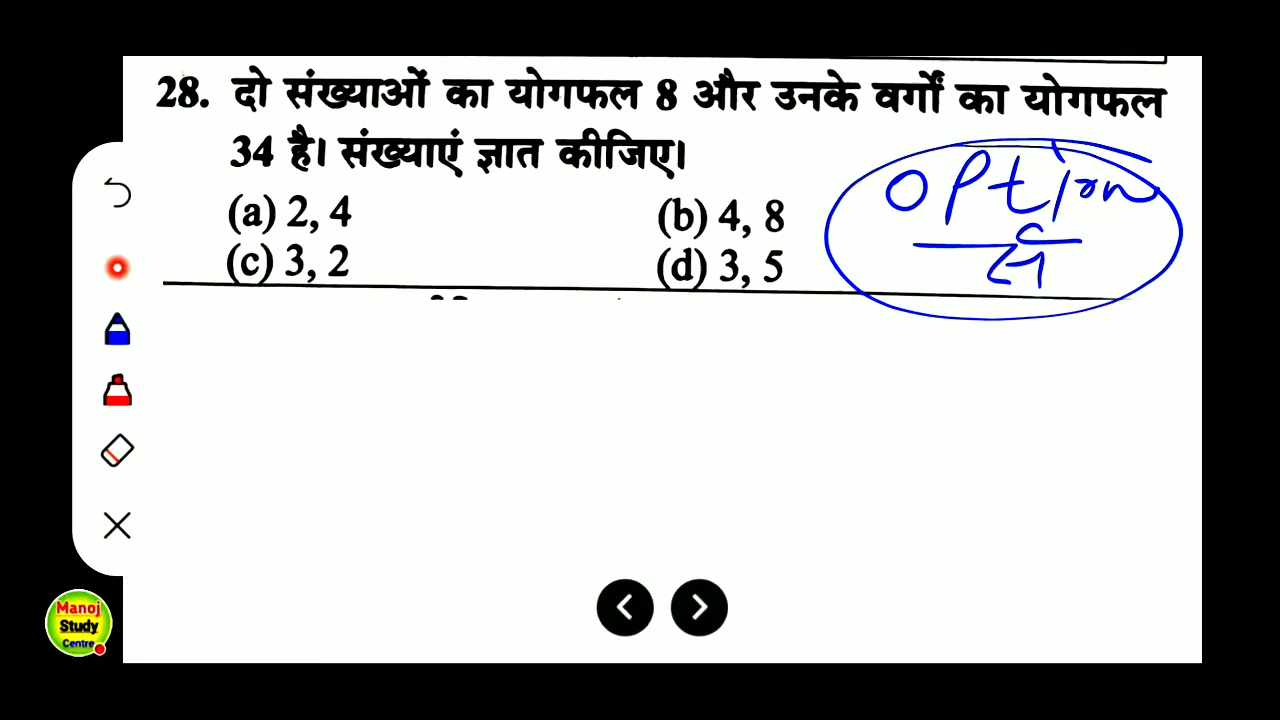 28. दो संख्याओं का योगफल 8 और उनके वर्गों का योगफल
34 है। संख्याएं ज्ञात कीजिए।
(a) 2, 4 (b) 4, 8
(c) 3, 2 (d) 3, 5
option
से
Manoj
Study
Centre